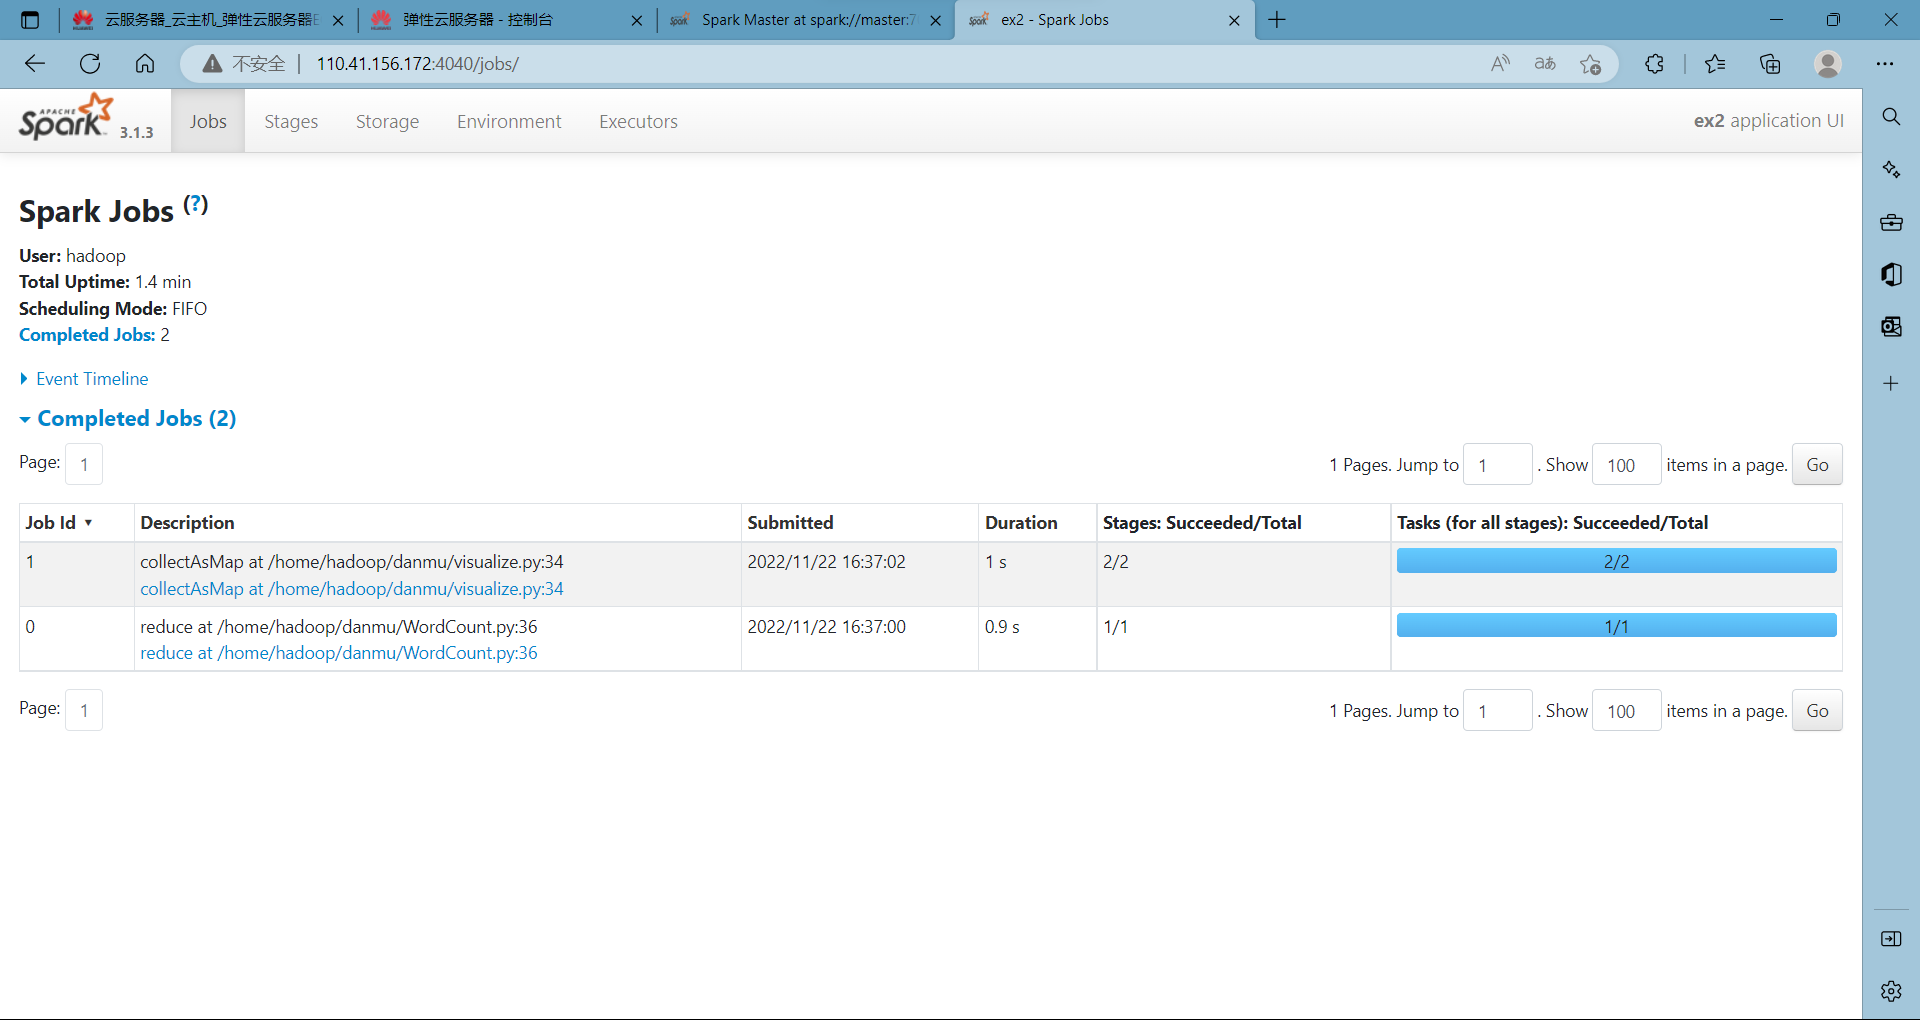 云服务器_云主机_弹性云服务器E
弹性云服务器 - 控制台
Spark Master at spark://master:7
ex2 - Spark Jobs
不安全 110.41.156.172:4040/jobs/
APACHE Spark 3.1.3 Jobs Stages Storage Environment Executors ex2 application UI
Spark Jobs (?)
User: hadoop
Total Uptime: 1.4 min
Scheduling Mode: FIFO
Completed Jobs: 2
Event Timeline
Completed Jobs (2)
Page: 1 1 Pages. Jump to 1 . Show 100 items in a page. Go
Job Id ▾ Description Submitted Duration Stages: Succeeded/Total Tasks (for all stages): Succeeded/Total
1 collectAsMap at /home/hadoop/danmu/visualize.py:34 2022/11/22 16:37:02 1 s 2/2 2/2
collectAsMap at /home/hadoop/danmu/visualize.py:34
0 reduce at /home/hadoop/danmu/WordCount.py:36 2022/11/22 16:37:00 0.9 s 1/1 1/1
reduce at /home/hadoop/danmu/WordCount.py:36
Page: 1 1 Pages. Jump to 1 . Show 100 items in a page. Go